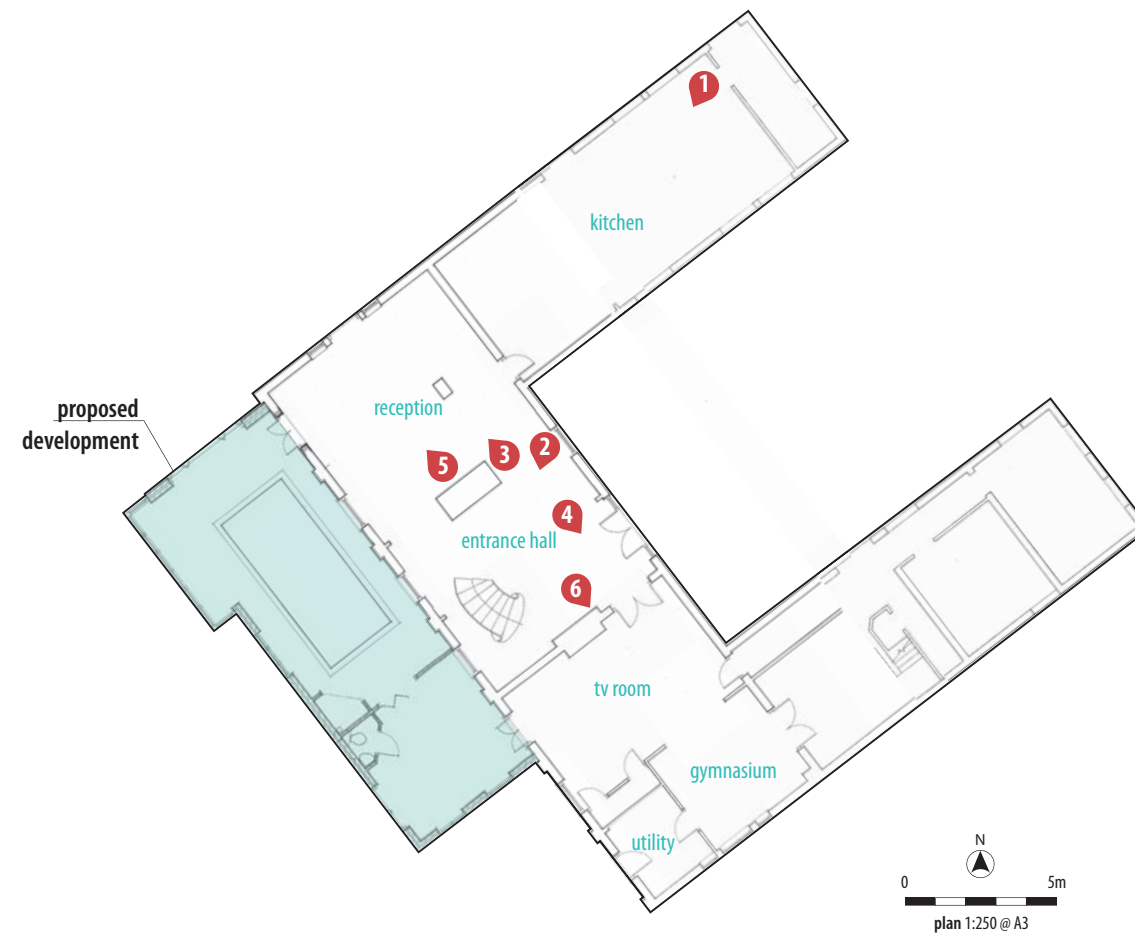 1
kitchen
proposed
development
reception
2
3
5
4
entrance hall
6
tv room
gymnasium
utility
N
0 5m
plan 1:250 @ A3